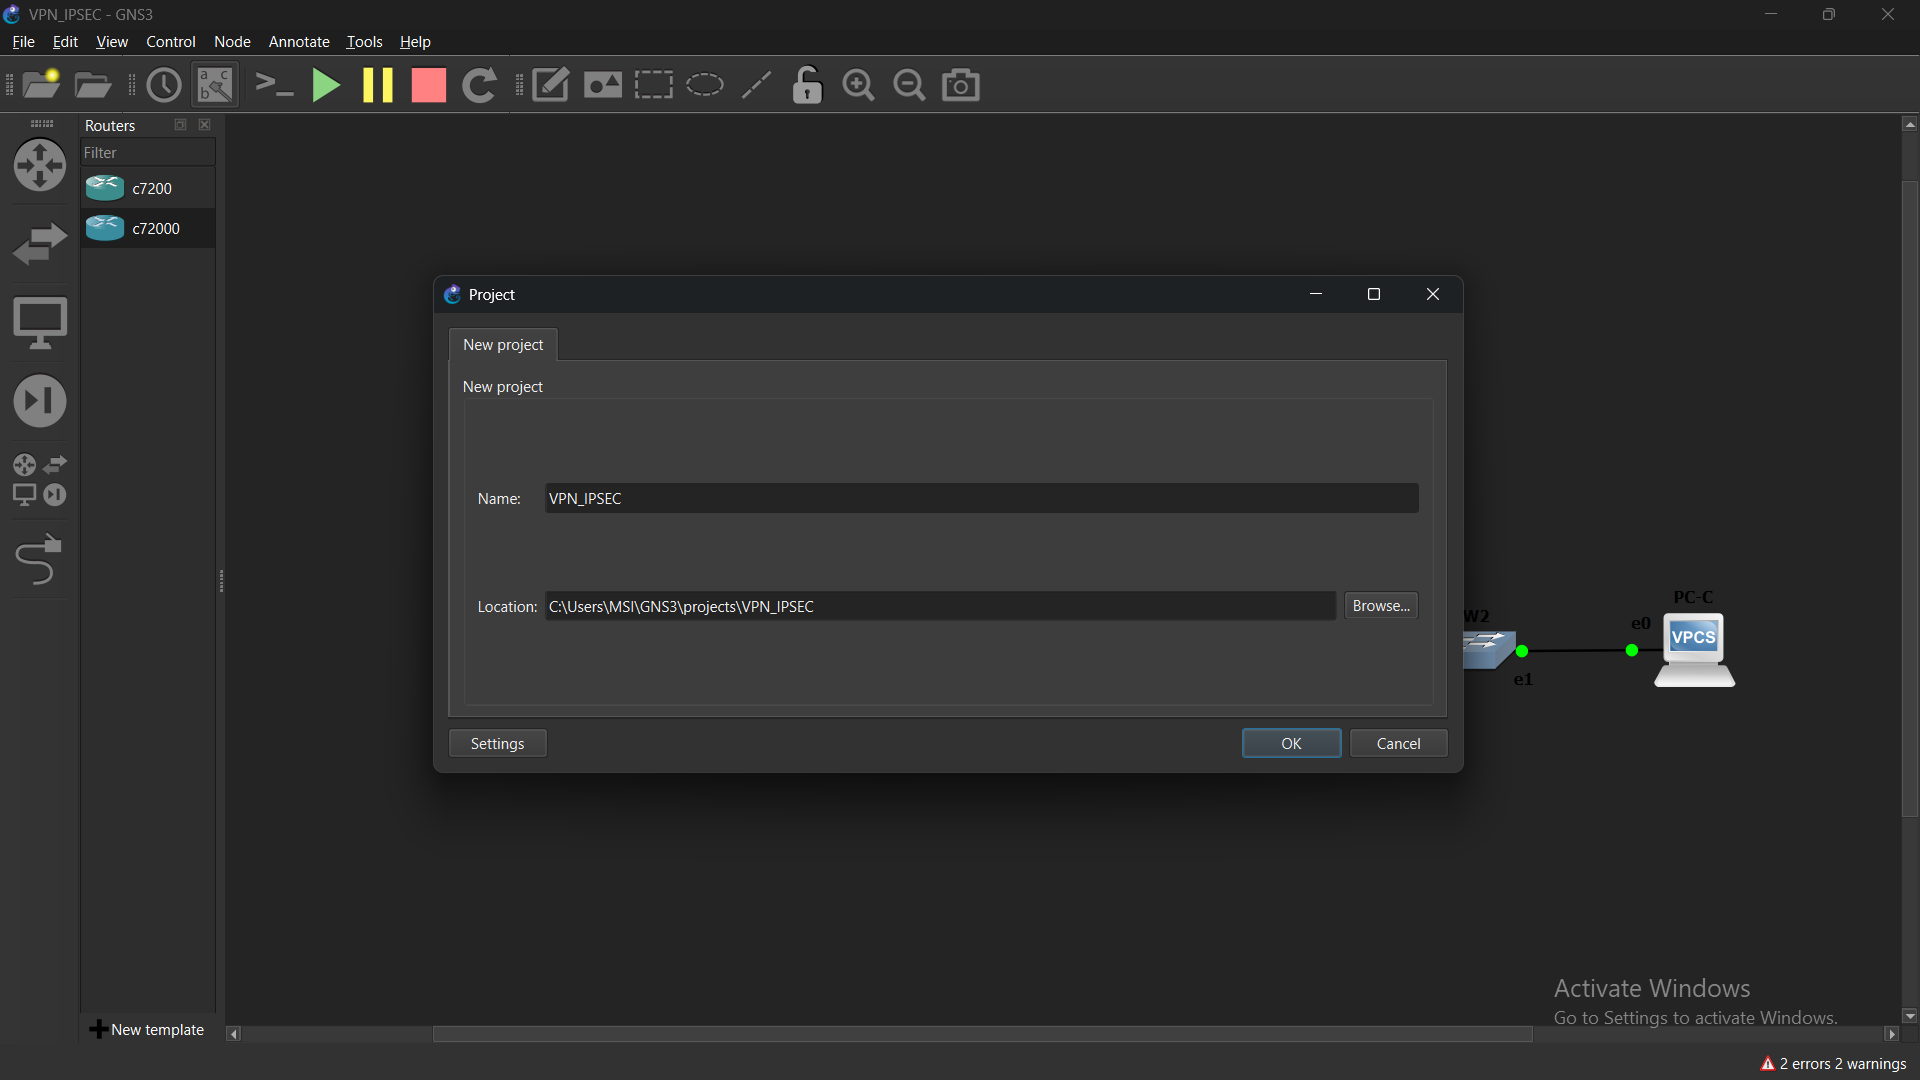 VPN_IPSEC - GNS3
File Edit View Control Node Annotate Tools Help
a c
b
Routers
Filter
c7200
c72000
Project
New project
New project
Name: VPN_IPSEC
Location: C:\Users\MSI\GNS3\projects\VPN_IPSEC Browse...
Settings OK Cancel
W2
e1
e0
PC-C
VPCS
New template
Activate Windows
Go to Settings to activate Windows.
2 errors 2 warnings